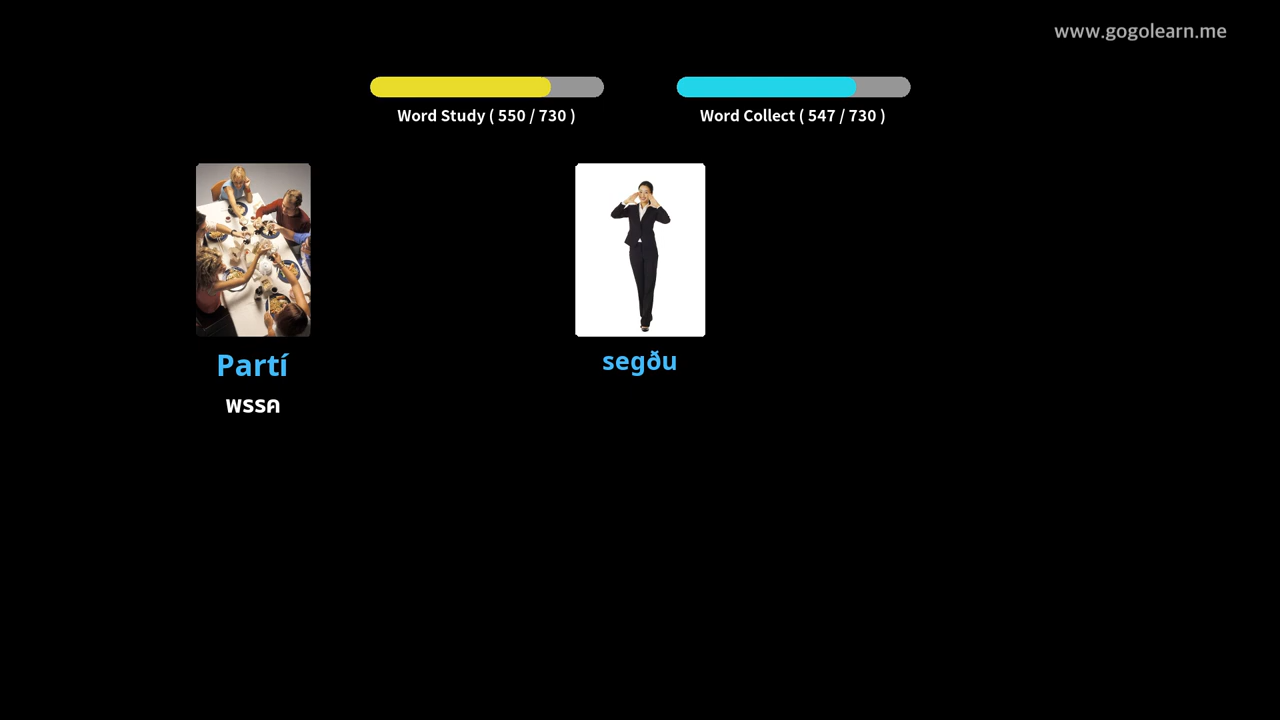 www.gogolearn.me
Word Study ( 550 / 730 )
Word Collect ( 547 / 730 )
Partí
segðu
พรรค